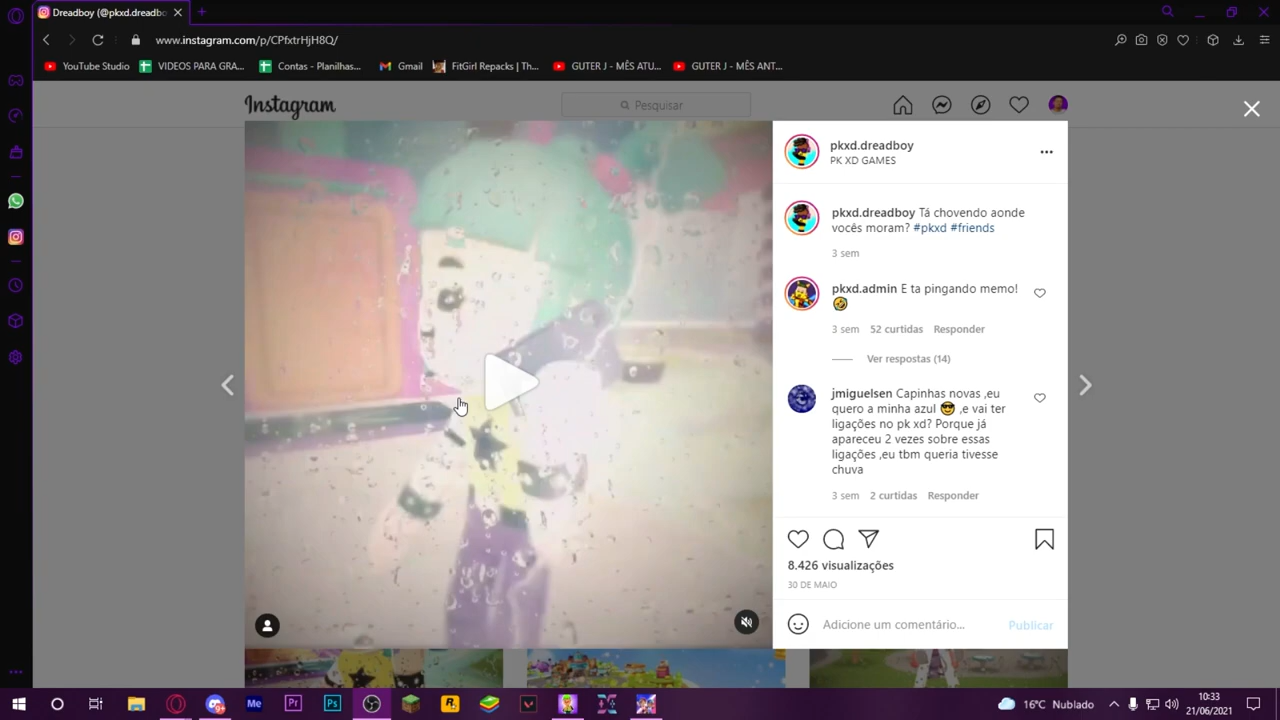 Dreadboy (@pkxd.dreadbo
www.instagram.com/p/CPfxtrHjH8Q/
YouTube Studio
VIDEOS PARA GRA...
Contas - Planilhas...
Gmail
FitGirl Repacks | Th...
GUTER J - MÊS ATU...
GUTER J - MÊS ANT...
Instagram
Pesquisar
pkxd.dreadboy
PK XD GAMES
pkxd.dreadboy Tá chovendo aonde
vocês moram? #pkxd #friends
3 sem
pkxd.admin E ta pingando memo!
🤣
3 sem 52 curtidas Responder
Ver respostas (14)
jmiguelsen Capinhas novas ,eu
quero a minha azul 😎 ,e vai ter
ligações no pk xd? Porque já
apareceu 2 vezes sobre essas
ligações ,eu tbm queria tivesse
chuva
3 sem 2 curtidas Responder
8.426 visualizações
30 DE MAIO
Adicione um comentário... Publicar
Me
Pr
Ps
R
16°C Nublado
10:33
21/06/2021